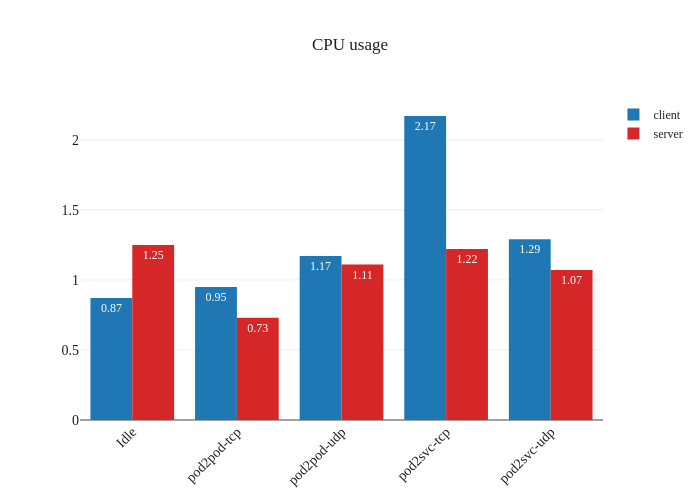 CPU usage
client
server
2
1.5
1
0.5
0
0.87
1.25
0.95
0.73
1.17
1.11
2.17
1.22
1.29
1.07
Idle
pod2pod-tcp
pod2pod-udp
pod2svc-tcp
pod2svc-udp